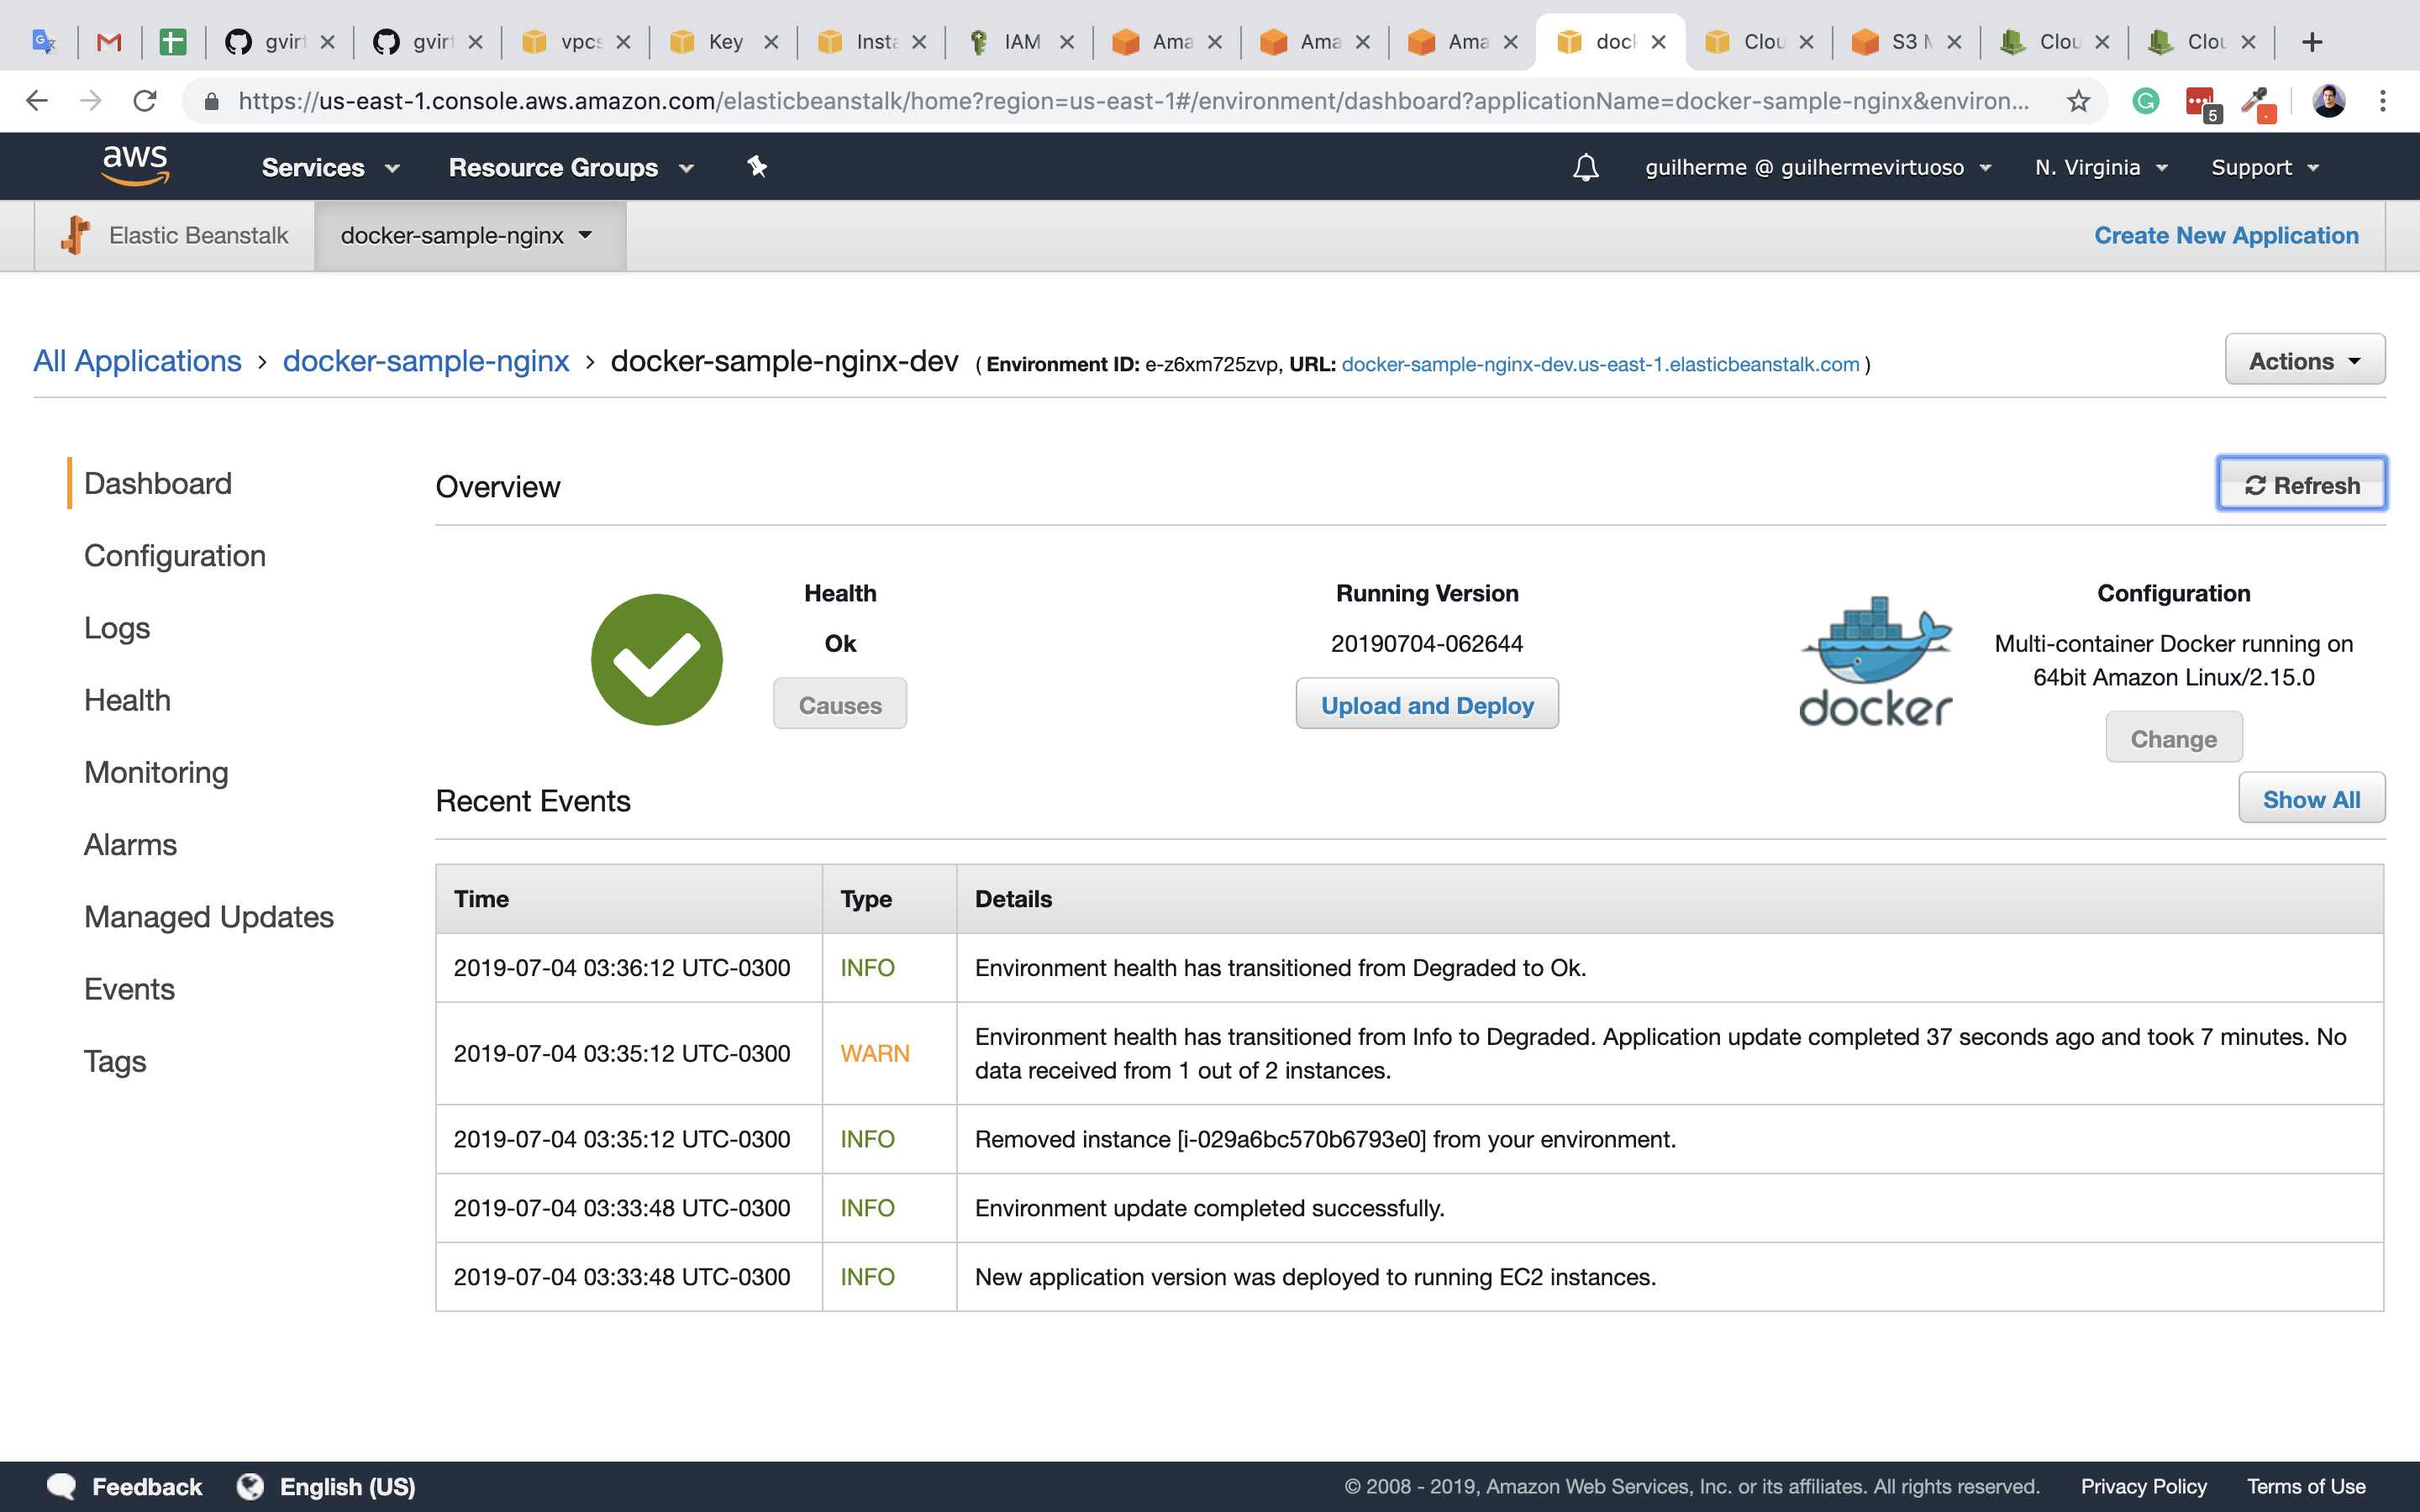 gvirt
gvirt
vpcs
Key
Insta
IAM
Ama
Ama
Ama
dock
Clou
S3 M
Clou
Clou
https://us-east-1.console.aws.amazon.com/elasticbeanstalk/home?region=us-east-1#/environment/dashboard?applicationName=docker-sample-nginx&environ...
5
aws
Services
Resource Groups
guilherme @ guilhermevirtuoso
N. Virginia
Support
Elastic Beanstalk
docker-sample-nginx
Create New Application
All Applications › docker-sample-nginx › docker-sample-nginx-dev ( Environment ID: e-z6xm725zvp, URL: docker-sample-nginx-dev.us-east-1.elasticbeanstalk.com )
Actions
Dashboard
Configuration
Logs
Health
Monitoring
Alarms
Managed Updates
Events
Tags
Overview
Refresh
Health
Ok
Causes
Running Version
20190704-062644
Upload and Deploy
docker
Configuration
Multi-container Docker running on
64bit Amazon Linux/2.15.0
Change
Recent Events
Show All
Time Type Details
2019-07-04 03:36:12 UTC-0300 INFO Environment health has transitioned from Degraded to Ok.
2019-07-04 03:35:12 UTC-0300 WARN Environment health has transitioned from Info to Degraded. Application update completed 37 seconds ago and took 7 minutes. No
data received from 1 out of 2 instances.
2019-07-04 03:35:12 UTC-0300 INFO Removed instance [i-029a6bc570b6793e0] from your environment.
2019-07-04 03:33:48 UTC-0300 INFO Environment update completed successfully.
2019-07-04 03:33:48 UTC-0300 INFO New application version was deployed to running EC2 instances.
Feedback
English (US)
© 2008 - 2019, Amazon Web Services, Inc. or its affiliates. All rights reserved.
Privacy Policy
Terms of Use